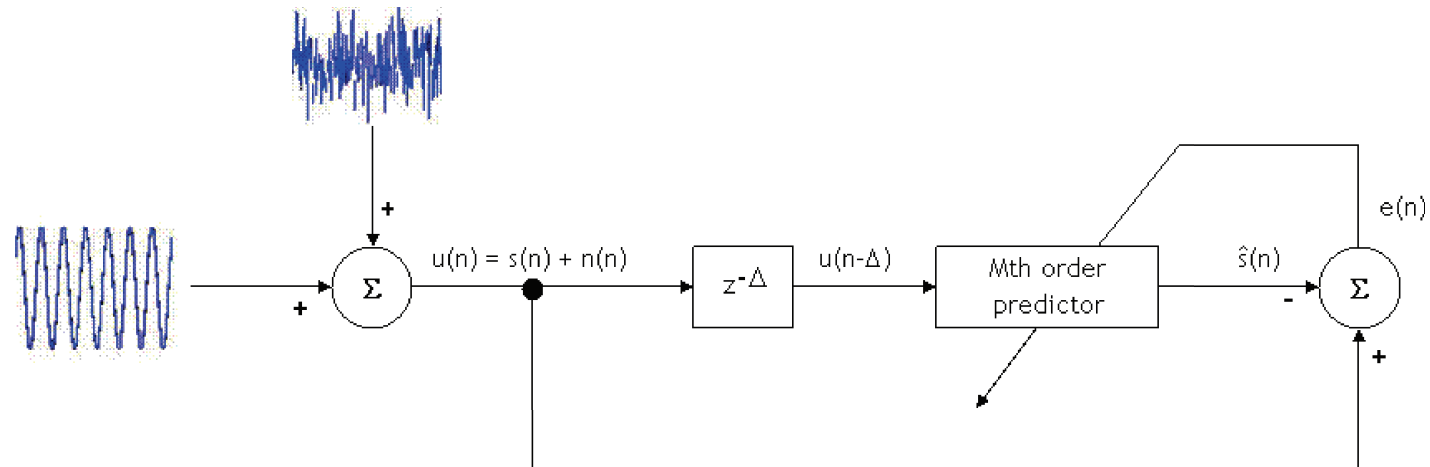 +
+
Σ
u(n) = s(n) + n(n)
z-Δ
u(n-Δ)
Mth order
predictor
ŝ(n)
-
Σ
+
e(n)